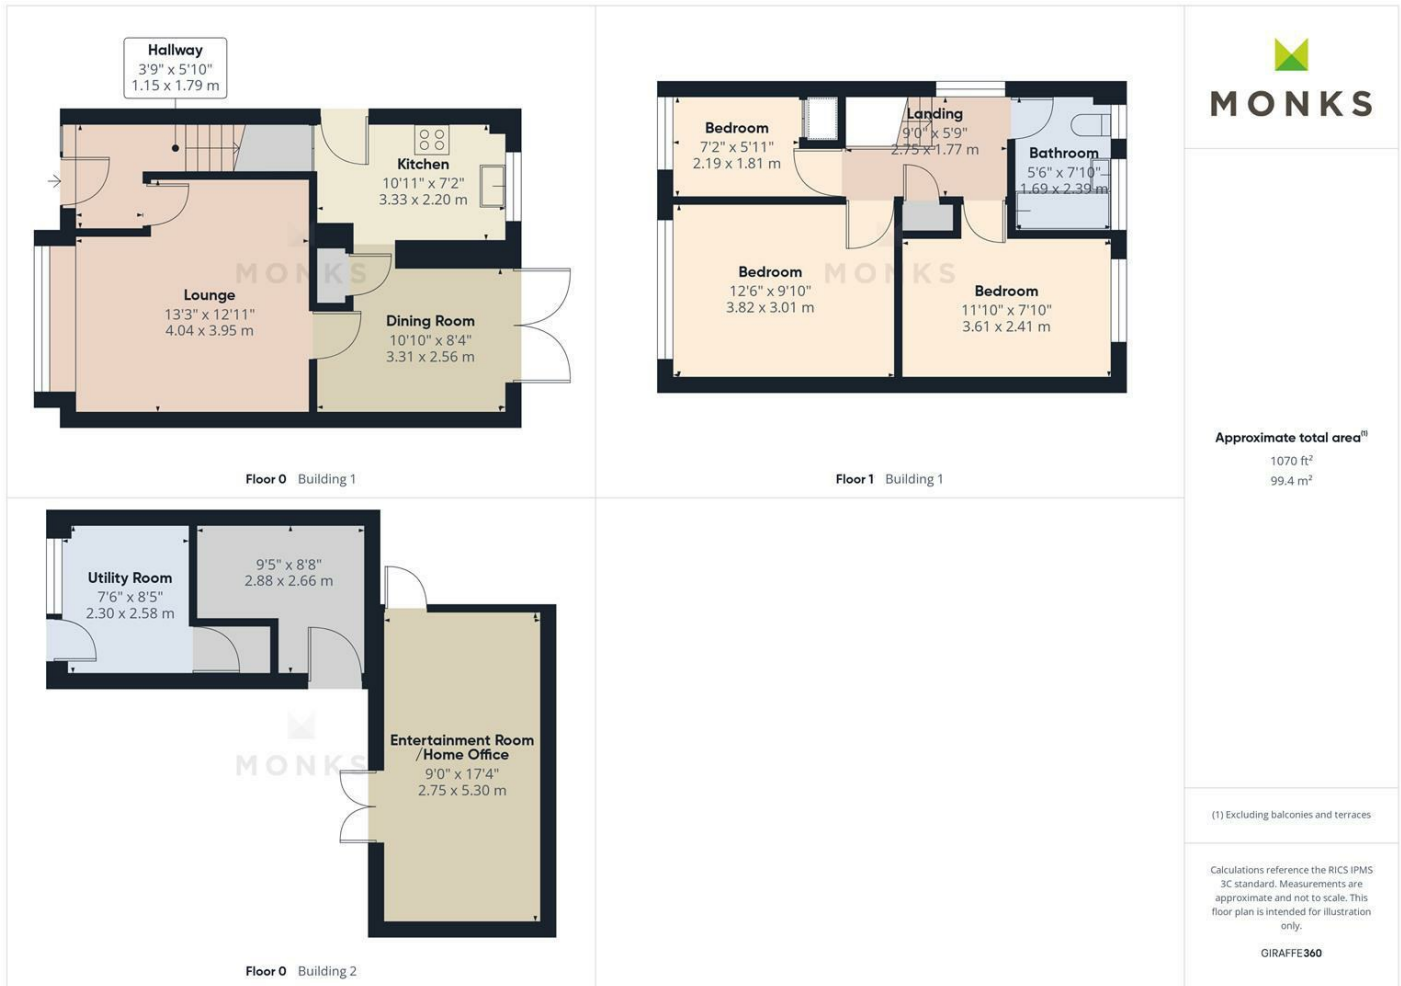 Hallway
3'9" x 5'10"
1.15 x 1.79 m
Kitchen
10'11" x 7'2"
3.33 x 2.20 m
Lounge
13'3" x 12'11"
4.04 x 3.95 m
Dining Room
10'10" x 8'4"
3.31 x 2.56 m
MONKS
Floor 0 Building 1
Bedroom
7'2" x 5'11"
2.19 x 1.81 m
Landing
9'0" x 5'9"
2.75 x 1.77 m
Bathroom
5'6" x 7'10"
1.69 x 2.39 m
Bedroom
12'6" x 9'10"
3.82 x 3.01 m
Bedroom
11'10" x 7'10"
3.61 x 2.41 m
MONKS
Floor 1 Building 1
Utility Room
7'6" x 8'5"
2.30 x 2.58 m
9'5" x 8'8"
2.88 x 2.66 m
Entertainment Room
/Home Office
9'0" x 17'4"
2.75 x 5.30 m
MONKS
Floor 0 Building 2
MONKS
Approximate total area(1)
1070 ft²
99.4 m²
(1) Excluding balconies and terraces
Calculations reference the RICS IPMS
3C standard. Measurements are
approximate and not to scale. This
floor plan is intended for illustration
only.
GIRAFFE360